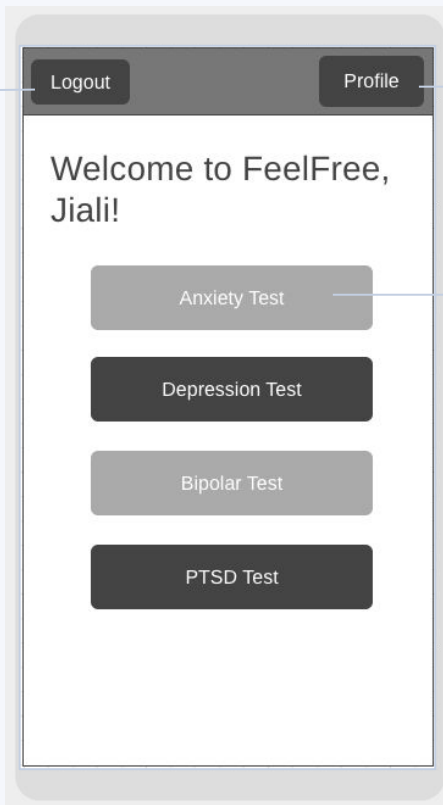 Logout
Profile
Welcome to FeelFree,
Jiali!
Anxiety Test
Depression Test
Bipolar Test
PTSD Test